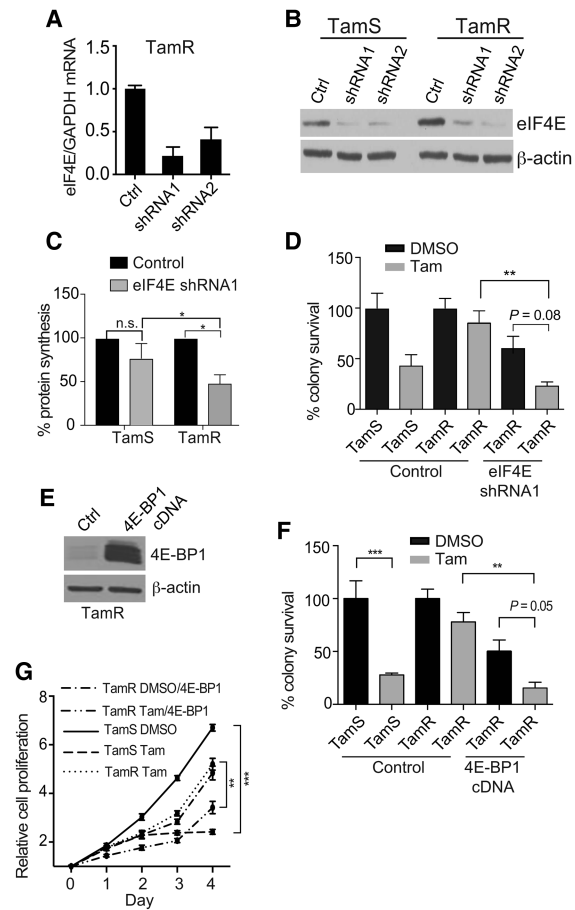 A
TamR
eIF4E/GAPDH mRNA
1.5
1.0
0.5
0.0
Ctrl
shRNA1
shRNA2
B
TamS TamR
Ctrl
shRNA1
shRNA2
Ctrl
shRNA1
shRNA2
eIF4E
β-actin
C
Control
eIF4E shRNA1
% protein synthesis
150
100
50
0
n.s.
*
*
TamS TamR
D
DMSO
Tam
% colony survival
150
100
50
0
**
P = 0.08
TamS
TamS
TamR
TamR
TamR
TamR
Control
eIF4E
shRNA1
E
Ctrl
4E-BP1
cDNA
4E-BP1
β-actin
TamR
F
DMSO
Tam
% colony survival
150
100
50
0
***
**
P = 0.05
TamS
TamS
TamR
TamR
TamR
TamR
Control
4E-BP1
cDNA
G
TamR DMSO/4E-BP1
TamR Tam/4E-BP1
TamS DMSO
TamS Tam
TamR Tam
Relative cell proliferation
8
6
4
2
**
***
0 1 2 3 4
Day